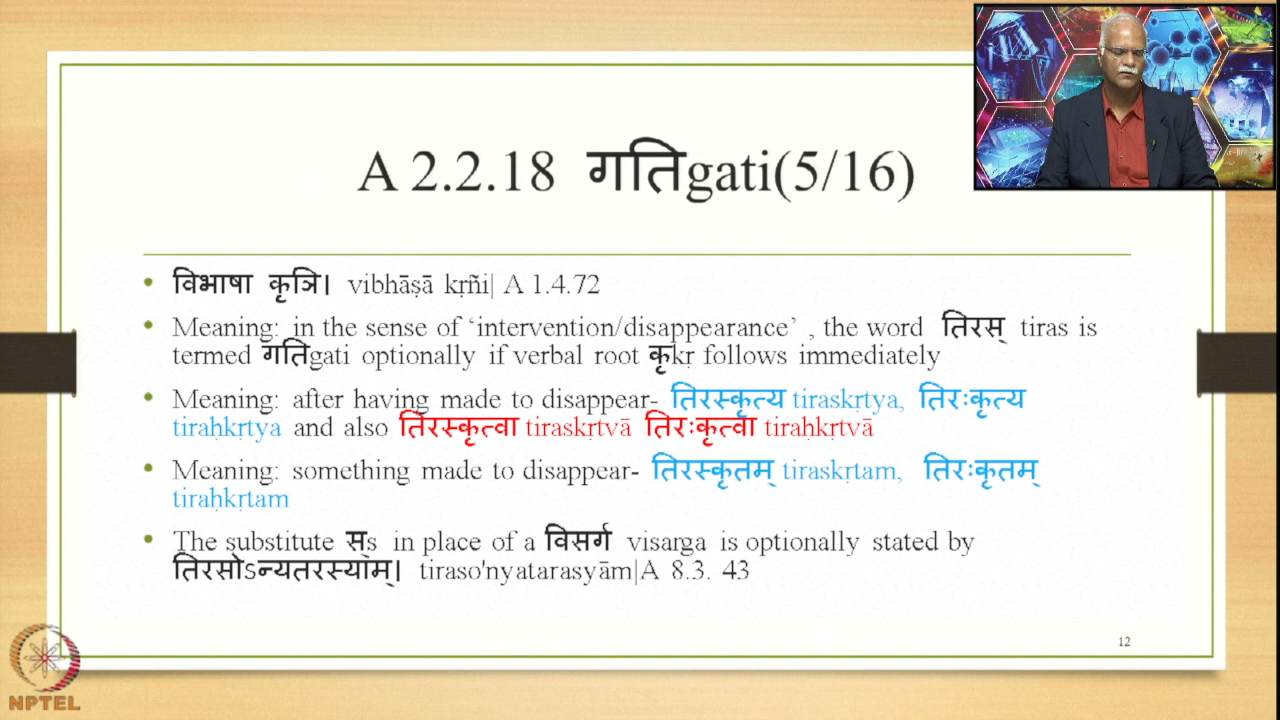 A 2.2.18 गतिgati(5/16)
विभाषा कृञि। vibhāṣā kṛñi| A 1.4.72
Meaning: in the sense of ‘intervention/disappearance’ , the word तिरस् tiras is
termed गतिgati optionally if verbal root कृkṛ follows immediately
Meaning: after having made to disappear- तिरस्कृत्य tiraskṛtya, तिरःकृत्य
tiraḥkṛtya and also तिरस्कृत्वा tiraskṛtvā तिरःकृत्वा tiraḥkṛtvā
Meaning: something made to disappear- तिरस्कृतम् tiraskṛtam, तिरःकृतम्
tiraḥkṛtam
The substitute स्s in place of a विसर्ग visarga is optionally stated by
तिरसोऽन्यतरस्याम्। tiraso'nyatarasyām|A 8.3. 43
12
NPTEL